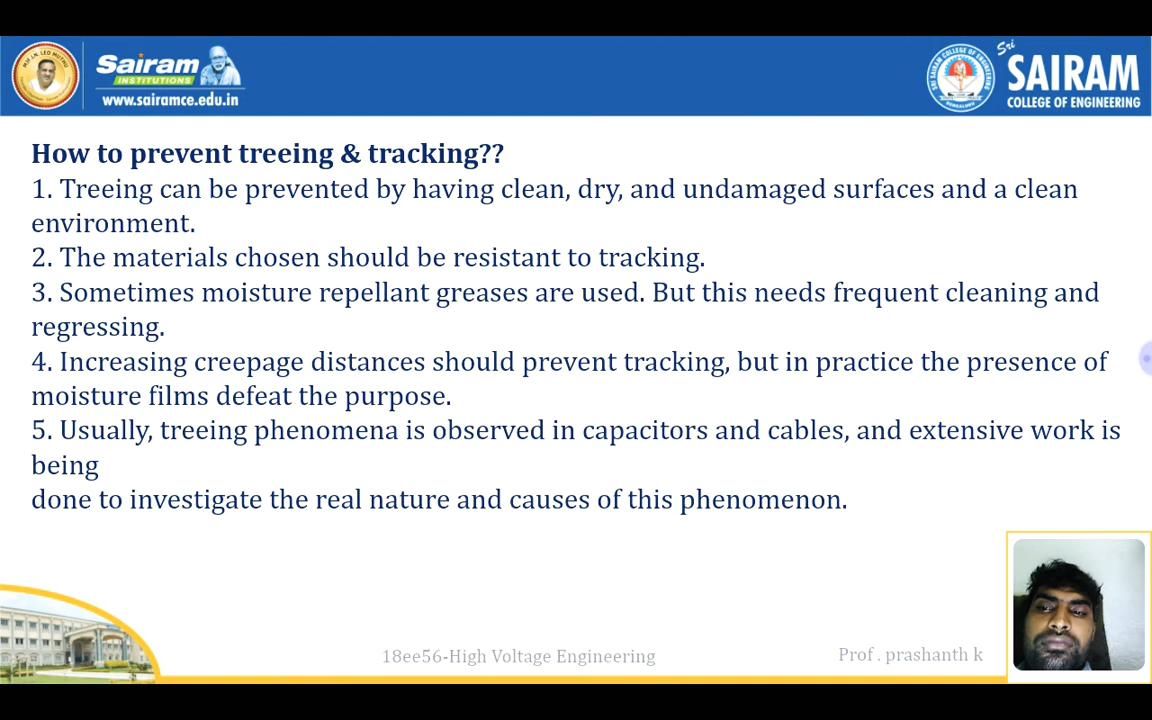 Sairam
INSTITUTIONS
www.sairamce.edu.in
Sri
SAIRAM
COLLEGE OF ENGINEERING
How to prevent treeing & tracking??
1. Treeing can be prevented by having clean, dry, and undamaged surfaces and a clean
environment.
2. The materials chosen should be resistant to tracking.
3. Sometimes moisture repellant greases are used. But this needs frequent cleaning and
regressing.
4. Increasing creepage distances should prevent tracking, but in practice the presence of
moisture films defeat the purpose.
5. Usually, treeing phenomena is observed in capacitors and cables, and extensive work is
being
done to investigate the real nature and causes of this phenomenon.
18ee56-High Voltage Engineering
Prof . prashanth k